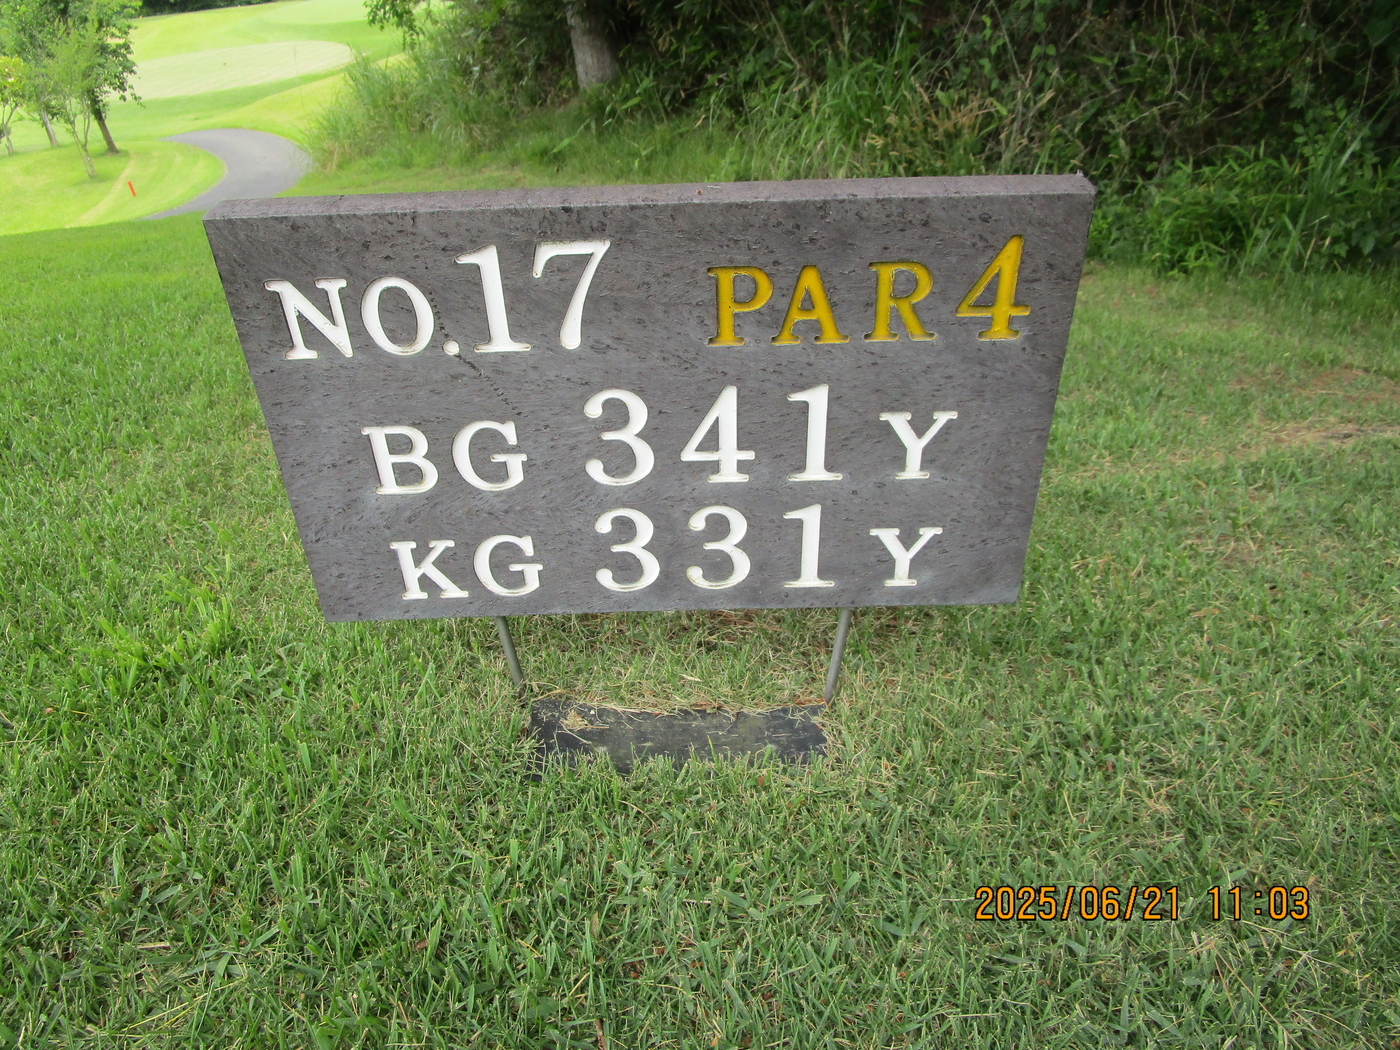 NO.17 PAR4
BG 341Y
KG 331Y
2025/06/21 11:03